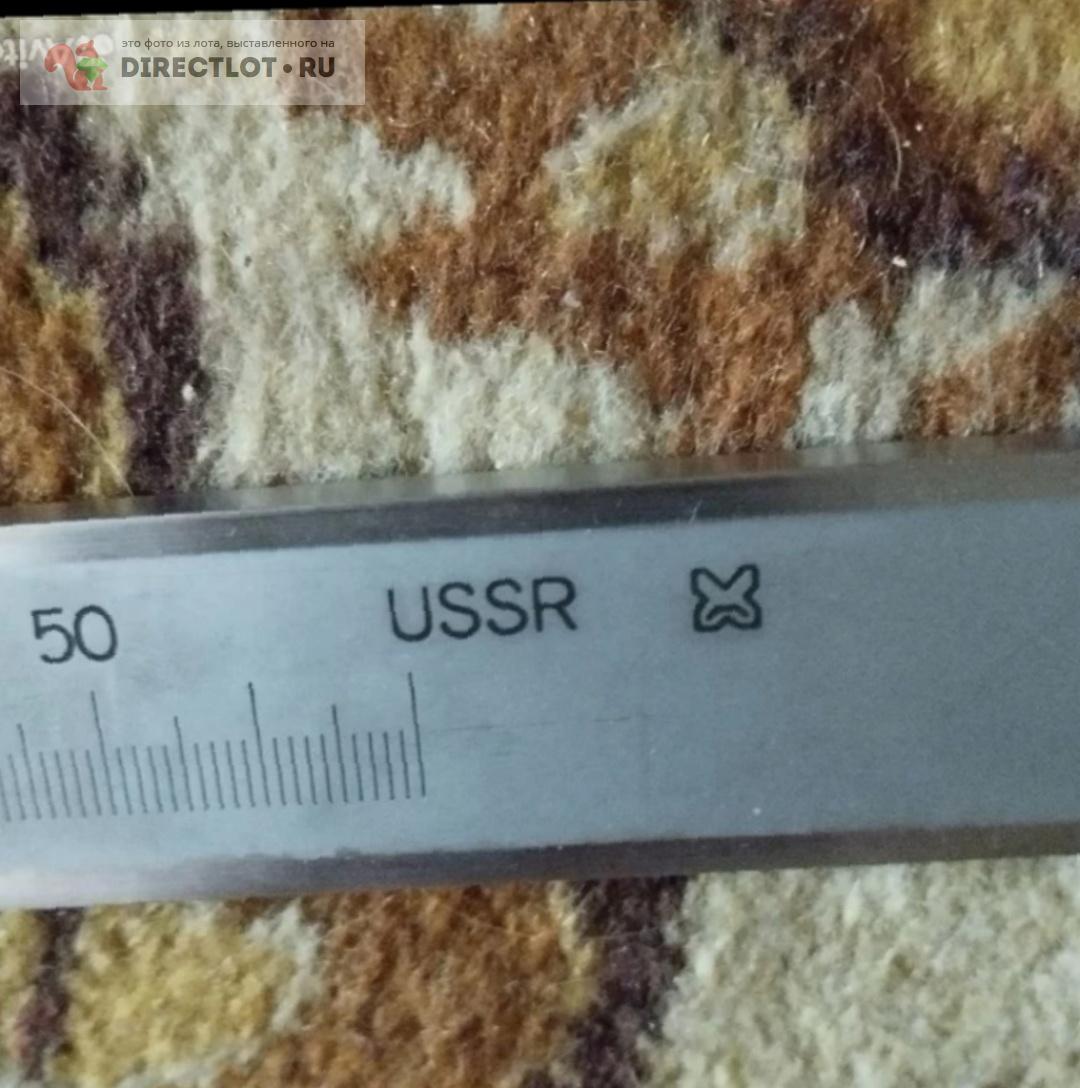 это фото из лота, выставленного на
DIRECTLOT.RU
50 USSR